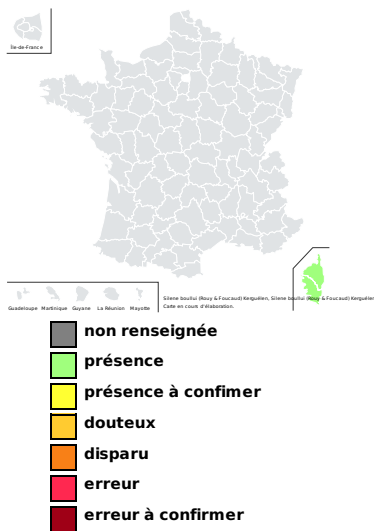 Île-de-France
Guadeloupe Martinique Guyane La Réunion Mayotte
Silene boullui (Rouy & Foucaud) Kerguélen, Silene boullui (Rouy & Foucaud) Kerguélen
Carte en cours d'élaboration.
non renseignée
présence
présence à confimer
douteux
disparu
erreur
erreur à confirmer